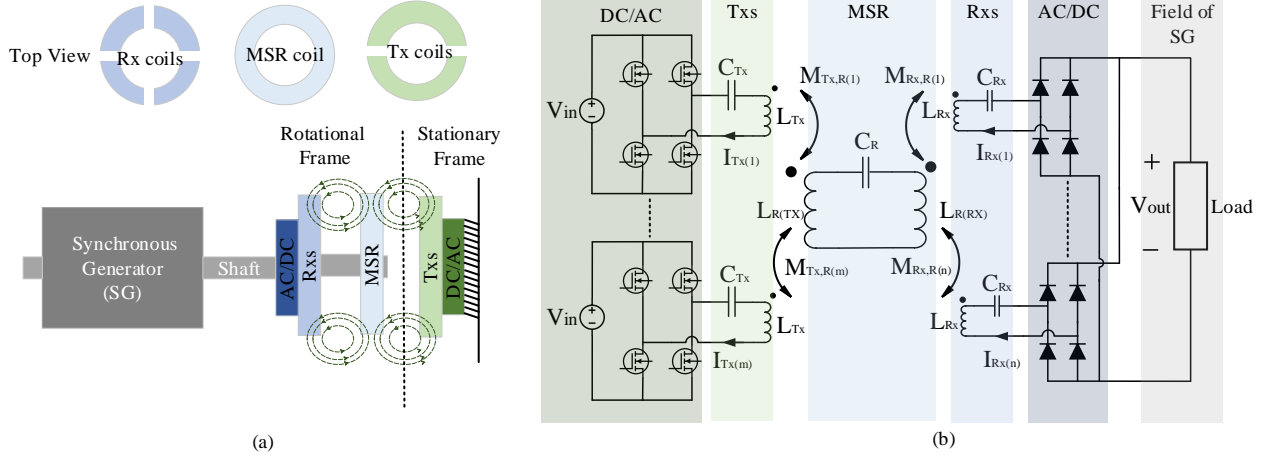 Top View
Rx coils
MSR coil
Tx coils
Rotational
Frame
Stationary
Frame
Synchronous
Generator
(SG)
Shaft
AC/DC
Rxs
MSR
Txs
DC/AC
(a)
DC/AC
Txs
MSR
Rxs
AC/DC
Field of
SG
Vin
CTx
LTx
ITx(1)
MTx,R(1)
MRx,R(1)
CR
LR(TX)
LR(RX)
MTx,R(m)
MRx,R(n)
CRx
LRx
IRx(1)
+
Vout
−
Load
Vin
CTx
LTx
ITx(m)
CRx
LRx
IRx(n)
(b)